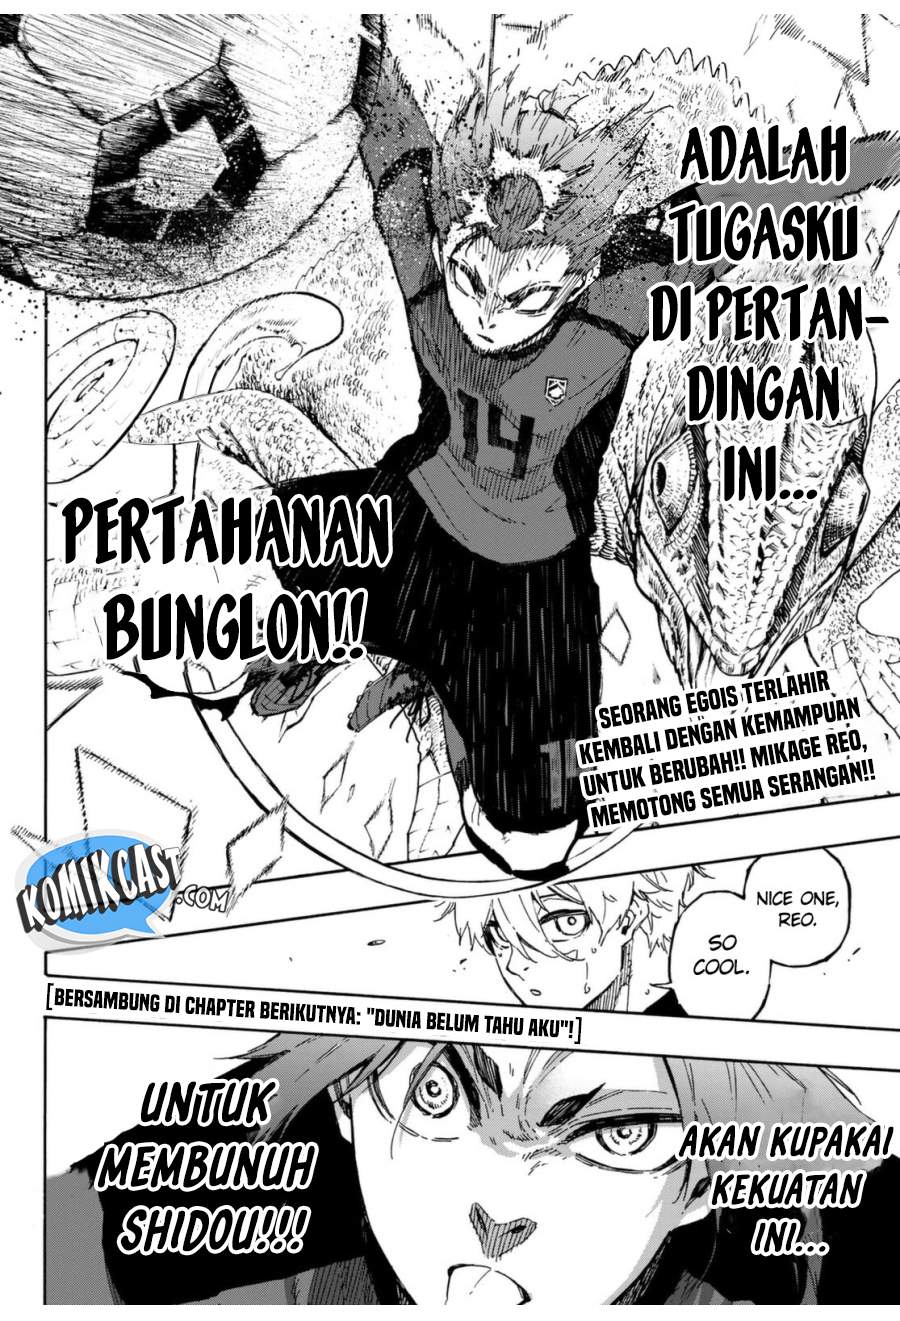 ADALAH
TUGASKU
DI PERTAN-
DINGAN
INI...
14
PERTAHANAN
BUNGLON!!
SEORANG EGOIS TERLAHIR
KEMBALI DENGAN KEMAMPUAN
UNTUK BERUBAH!! MIKAGE REO,
MEMOTONG SEMUA SERANGAN!!
KOMIKCAST
.COM
NICE ONE,
REO.
SO
COOL.
[BERSAMBUNG DI CHAPTER BERIKUTNYA: "DUNIA BELUM TAHU AKU"!]
AKAN KUPAKAI
KEKUATAN
INI...
UNTUK
MEMBUNUH
SHIDOU!!!